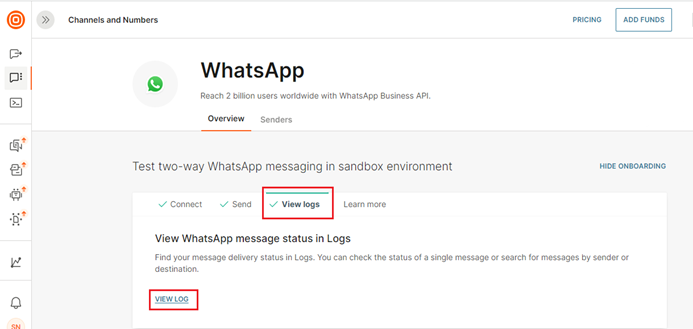 Channels and Numbers
PRICING
ADD FUNDS
WhatsApp
Reach 2 billion users worldwide with WhatsApp Business API.
Overview
Senders
Test two-way WhatsApp messaging in sandbox environment
HIDE ONBOARDING
Connect
Send
View logs
Learn more
View WhatsApp message status in Logs
Find your message delivery status in Logs. You can check the status of a single message or search for messages by sender or
destination.
VIEW LOG
SN